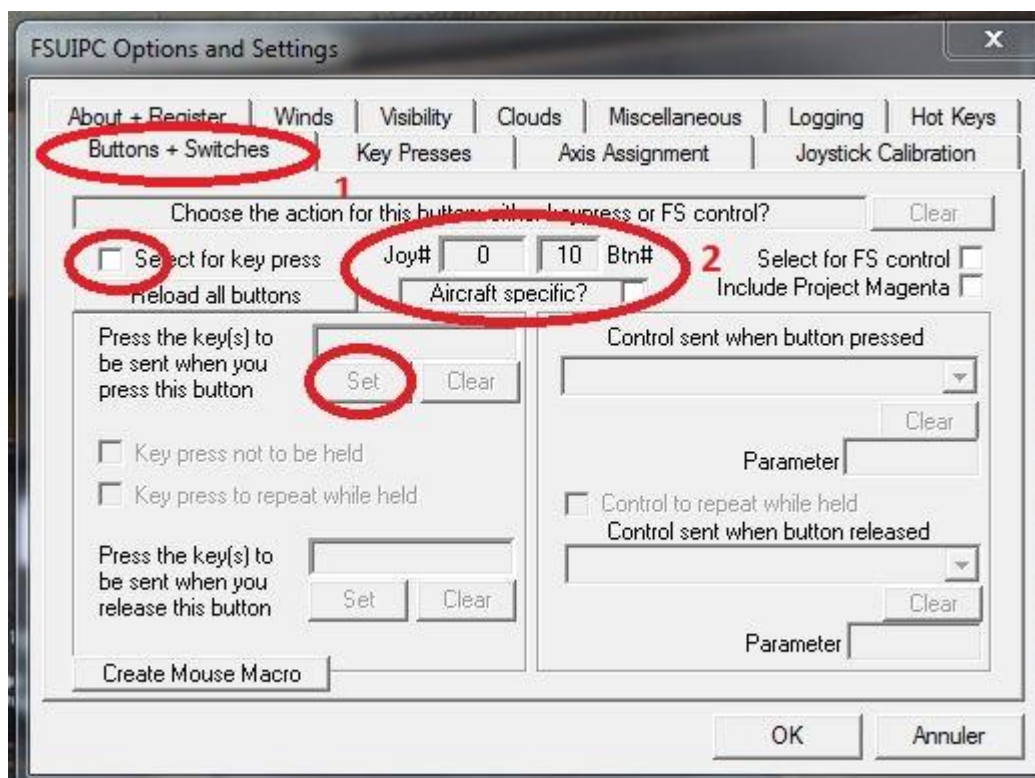 FSUIPC Options and Settings
x
About + Register Winds Visibility Clouds Miscellaneous Logging Hot Keys
Buttons + Switches Key Presses Axis Assignment Joystick Calibration
1
Choose the action for this button: either keypress or FS control? Clear
Select for key press Joy# 0 10 Btn# 2 Select for FS control
Reload all buttons Aircraft specific? Include Project Magenta
Press the key(s) to
be sent when you
press this button
Set Clear
Control sent when button pressed
Clear
Parameter
Key press not to be held
Key press to repeat while held
Control to repeat while held
Control sent when button released
Press the key(s) to
be sent when you
release this button
Set Clear
Clear
Parameter
Create Mouse Macro
OK Annuler